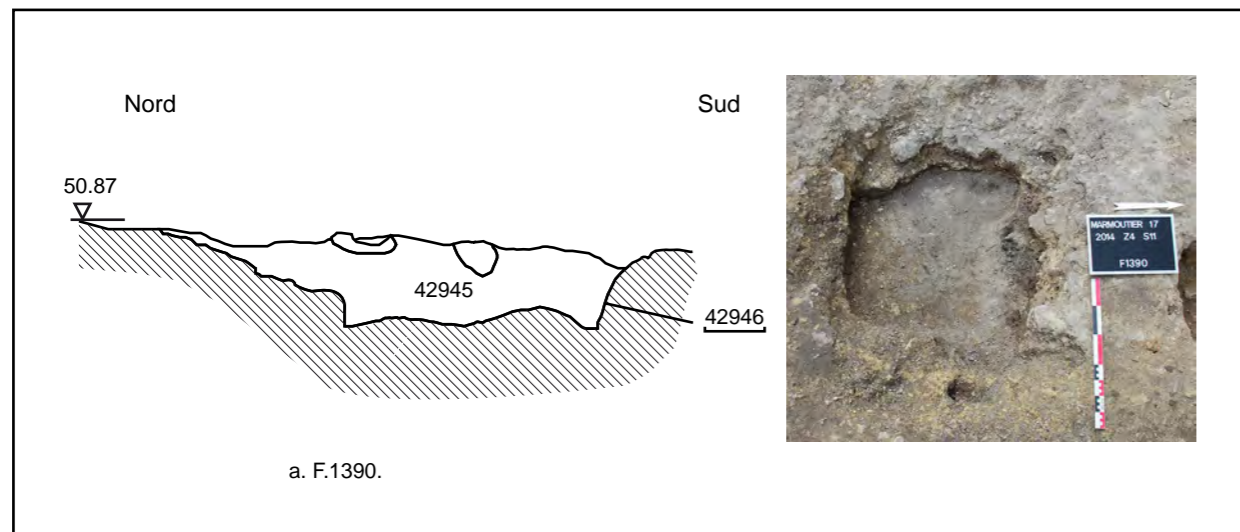 Nord
Sud
50.87
42945
42946
MARMOUTIER 17
2014 Z4 S11
F1390
a. F.1390.